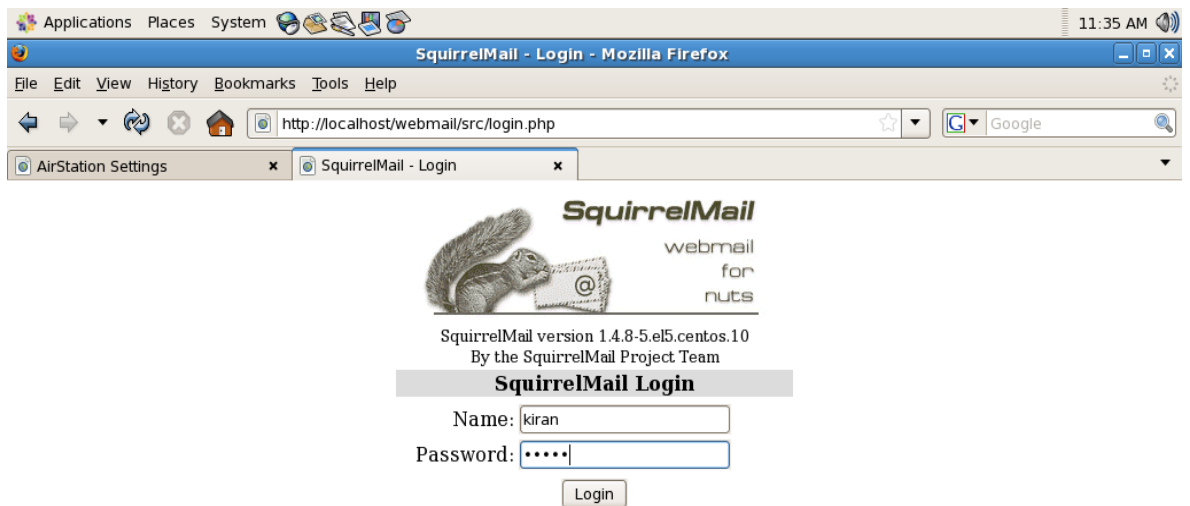 Applications Places System 11:35 AM
SquirrelMail - Login - Mozilla Firefox
File Edit View History Bookmarks Tools Help
http://localhost/webmail/src/login.php G Google
AirStation Settings SquirrelMail - Login
SquirrelMail
webmail
for
nuts
@
SquirrelMail version 1.4.8-5.el5.centos.10
By the SquirrelMail Project Team
SquirrelMail Login
Name: kiran
Password: •••••
Login